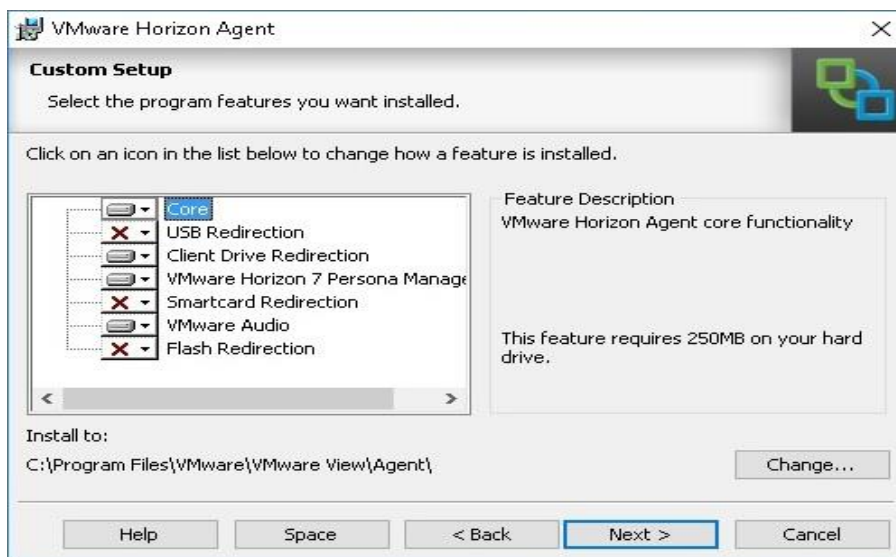 VMware Horizon Agent
Custom Setup
Select the program features you want installed.
Click on an icon in the list below to change how a feature is installed.
Core
USB Redirection
Client Drive Redirection
VMware Horizon 7 Persona Manage
Smartcard Redirection
VMware Audio
Flash Redirection
Feature Description
VMware Horizon Agent core functionality
This feature requires 250MB on your hard
drive.
Install to:
C:\Program Files\VMware\VMware View\Agent\
Change...
Help
Space
< Back
Next >
Cancel